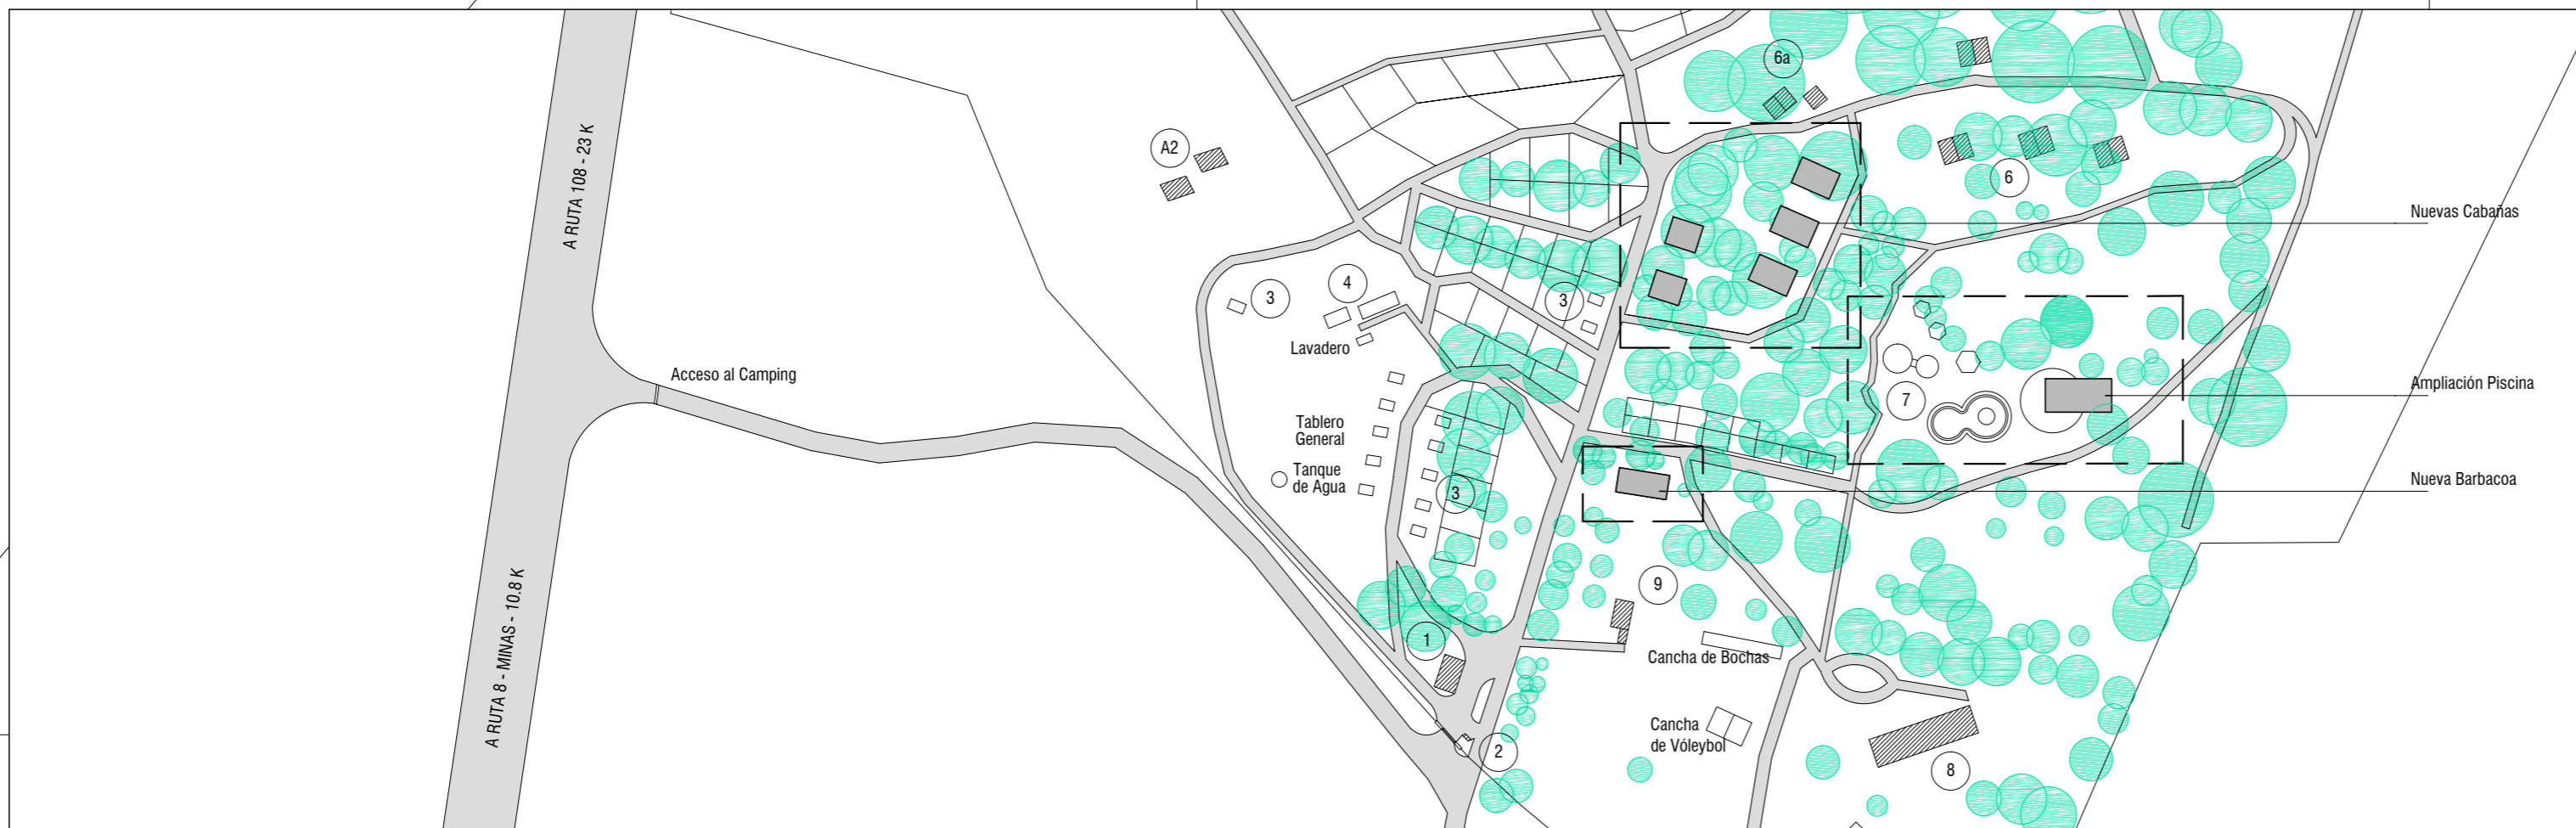 6a
A2
A RUTA 108 - 23 K
6
Nuevas Cabañas
3
4
3
Lavadero
Acceso al Camping
Ampliación Piscina
7
Tablero
General
Tanque
de Agua
3
Nueva Barbacoa
9
1
Cancha de Bochas
A RUTA 8 - MINAS - 10.8 K
Cancha
de Vóleybol
2
8